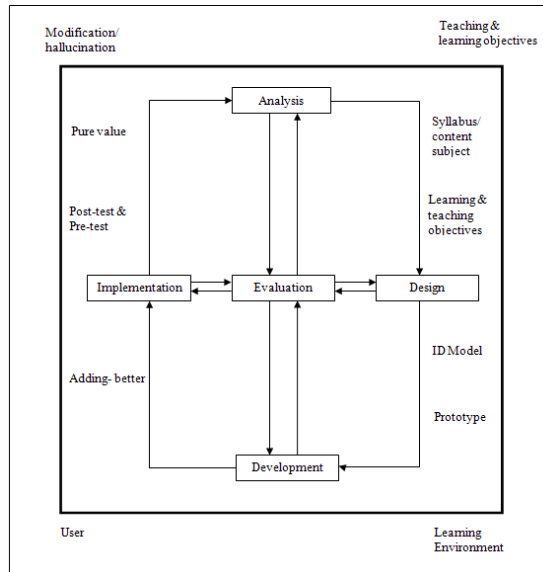 Modification/
hallucination
Teaching &
learning objectives
Analysis
Pure value
Syllabus/
content
subject
Post-test &
Pre-test
Learning &
teaching
objectives
Implementation
Evaluation
Design
ID Model
Adding- better
Prototype
Development
User
Learning
Environment